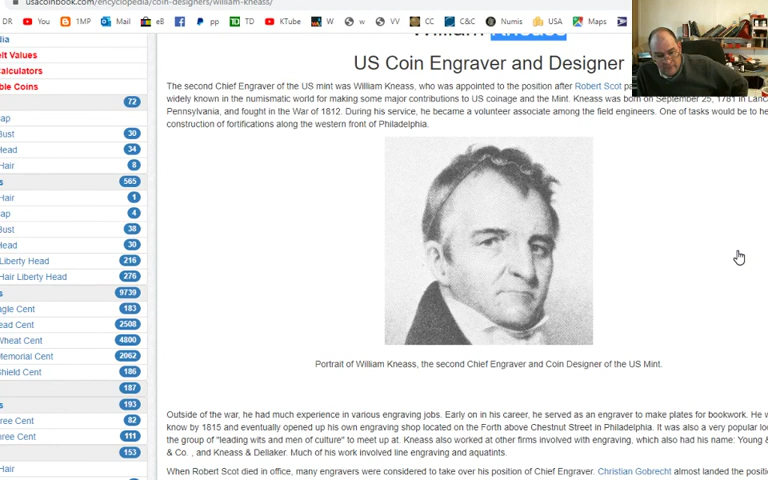 usacoinbook.com/encyclopedia/coin-designers/william-kneass/
DR You 1MP Mail e8 pp TD KTube W w VV CC C&C Numis USA Maps
William Kneass
US Coin Engraver and Designer
The second Chief Engraver of the US mint was William Kneass, who was appointed to the position after Robert Scot
widely known in the numismatic world for making some major contributions to US coinage and the Mint. Kneass was born on September 25, 1781 in
Pennsylvania, and fought in the War of 1812. During his service, he became a volunteer associate among the field engineers. One of tasks would be to
construction of fortifications along the western front of Philadelphia.
Portrait of William Kneass, the second Chief Engraver and Coin Designer of the US Mint.
Outside of the war, he had much experience in various engraving jobs. Early on in his career, he served as an engraver to make plates for bookwork. He
know by 1815 and eventually opened up his own engraving shop located on the Forth above Chestnut Street in Philadelphia. It was also a very popular
the group of "leading wits and men of culture" to meet up at. Kneass also worked at other firms involved with engraving, which also had his name: Young &
& Co. , and Kneass & Dellaker. Much of his work involved line engraving and aquatints.
When Robert Scot died in office, many engravers were considered to take over his position of Chief Engraver. Christian Gobrecht almost landed the
dia
elt Values
alculators
ble Coins
72
ap
Bust 30
Head 34
Hair 8
s 565
Hair 1
ap 4
Bust 38
Head 30
Liberty Head 216
Hair Liberty Head 276
s 9739
agle Cent 183
ead Cent 2508
Wheat Cent 4800
Memorial Cent 2062
Shield Cent 186
187
s 193
hree Cent 82
ree Cent 111
153
Hair